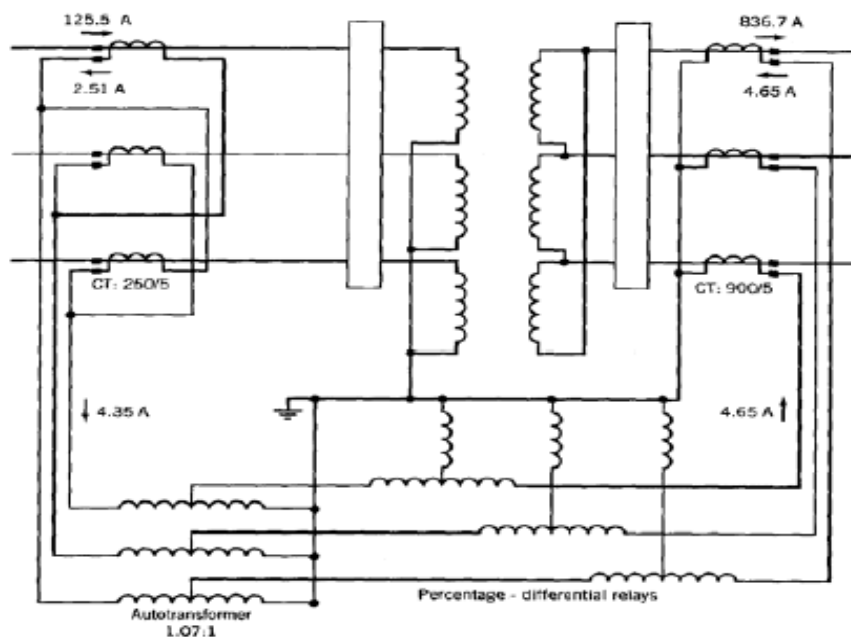 125.5 A
836.7 A
2.51 A
4.65 A
CT: 250/5
CT: 900/5
4.35 A
4.65 A
Percentage - differential relays
Autotransformer
1.07:1